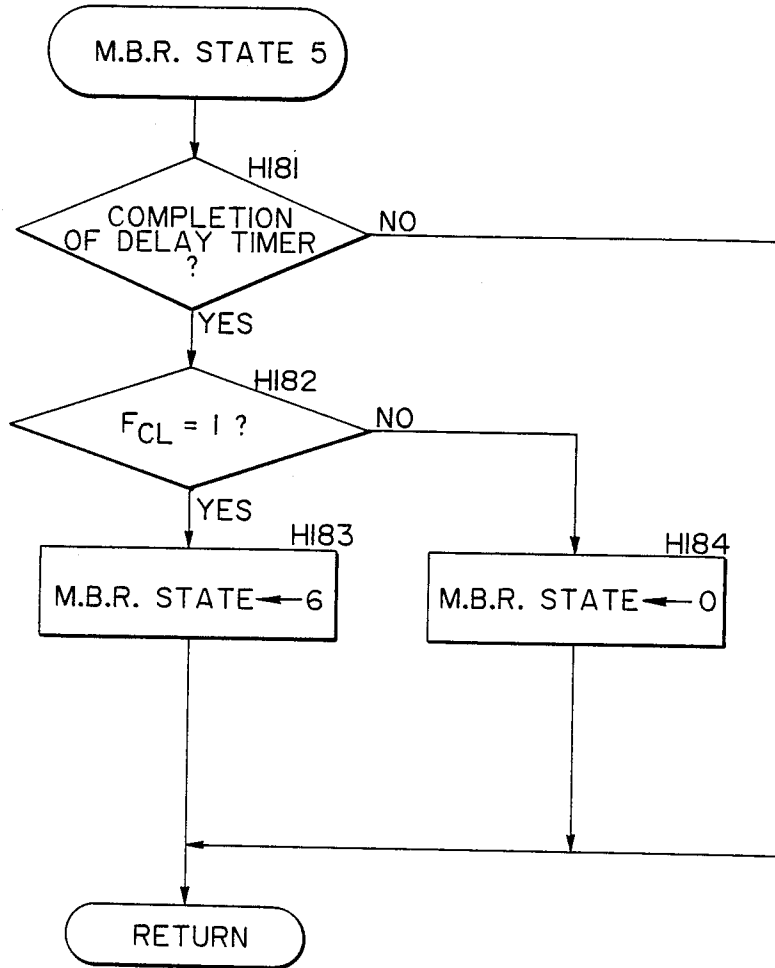 M.B.R. STATE 5
H181
COMPLETION
OF DELAY TIMER
?
NO
YES
H182
FCL = 1 ?
NO
YES
H183
M.B.R. STATE ← 6
H184
M.B.R. STATE ← 0
RETURN